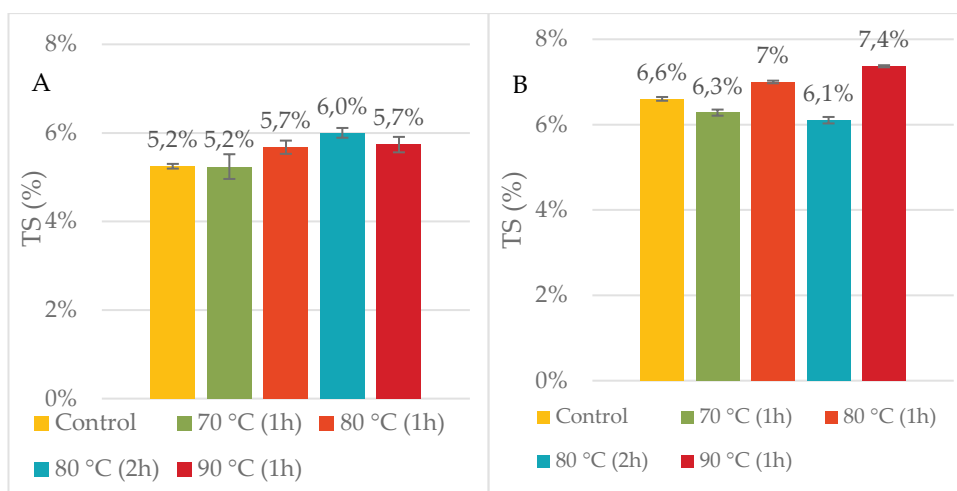 A
TS (%)
8%
6%
4%
2%
0%
5,2%
5,2%
5,7%
6,0%
5,7%
Control
70 °C (1h)
80 °C (1h)
80 °C (2h)
90 °C (1h)
B
TS (%)
8%
6%
4%
2%
0%
6,6%
6,3%
7%
6,1%
7,4%
Control
70 °C (1h)
80 °C (1h)
80 °C (2h)
90 °C (1h)